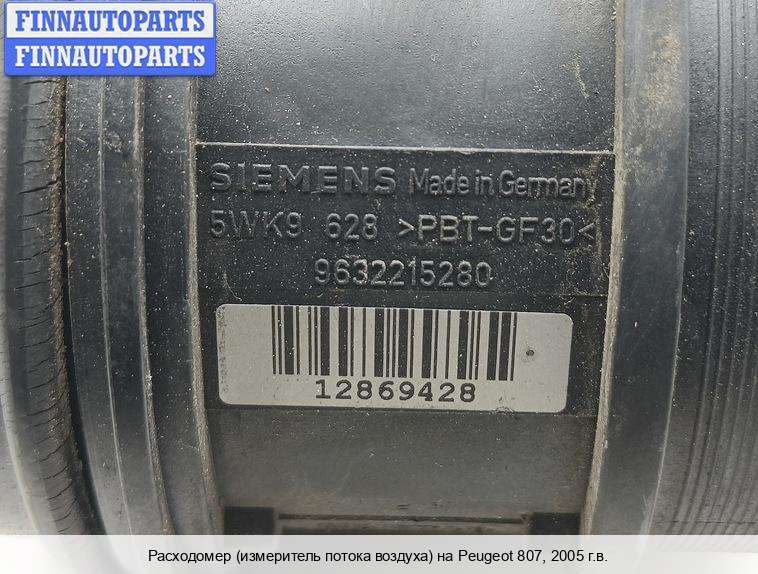 FINNAUTOPARTS
FINNAUTOPARTS
SIEMENS Made in Germany
5WK9 628 >PBT-GF30<
9632215280
12869428
Расходомер (измеритель потока воздуха) на Peugeot 807, 2005 г.в.